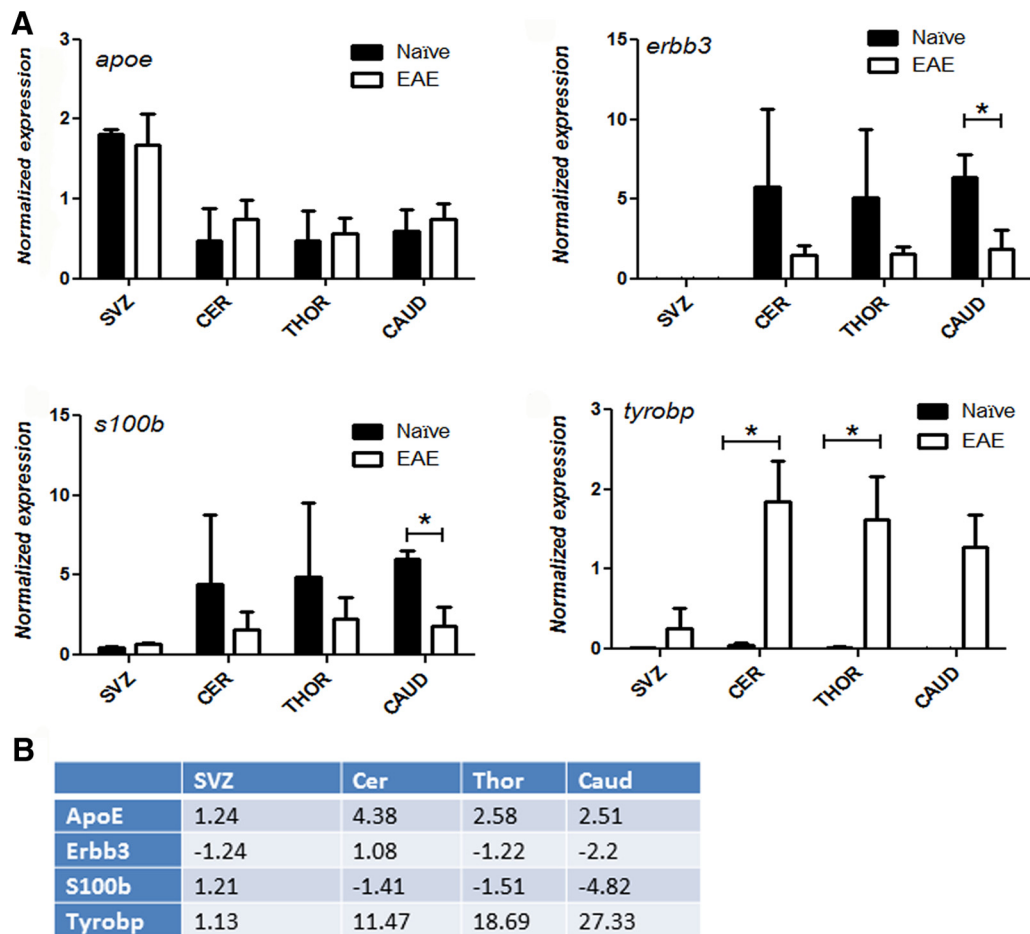 A
apoe
Naïve
EAE
Normalized expression
3
2
1
0
SVZ
CER
THOR
CAUD
erbb3
Naïve
EAE
Normalized expression
15
10
5
0
*
SVZ
CER
THOR
CAUD
s100b
Naïve
EAE
Normalized expression
15
10
5
0
*
SVZ
CER
THOR
CAUD
tyrobp
Naïve
EAE
Normalized expression
3
2
1
0
* *
SVZ
CER
THOR
CAUD
B
SVZ Cer Thor Caud
ApoE 1.24 4.38 2.58 2.51
Erbb3 -1.24 1.08 -1.22 -2.2
S100b 1.21 -1.41 -1.51 -4.82
Tyrobp 1.13 11.47 18.69 27.33